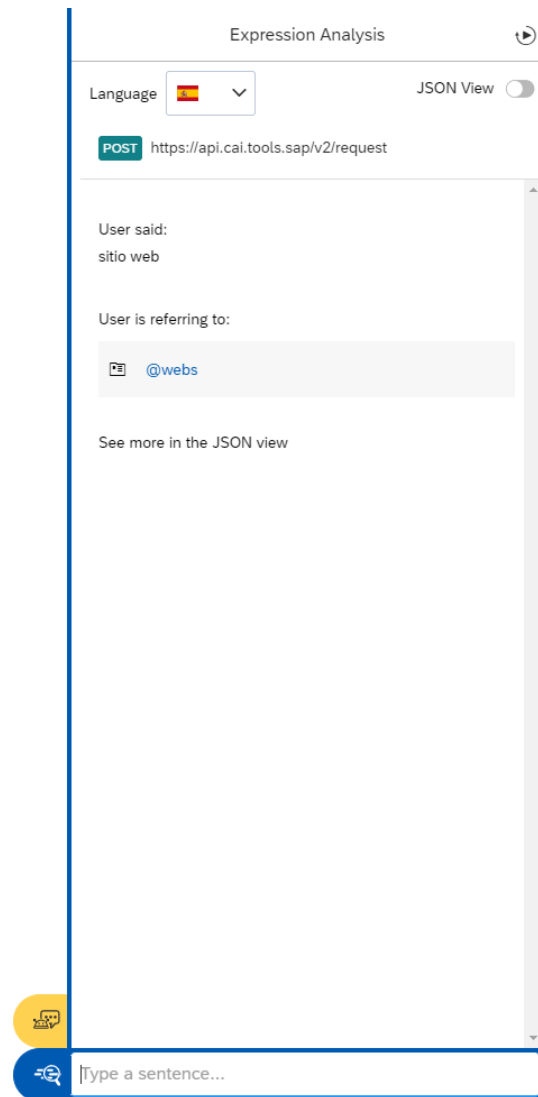 Expression Analysis
Language
JSON View
POST https://api.cai.tools.sap/v2/request
User said:
sitio web
User is referring to:
@webs
See more in the JSON view
Type a sentence...